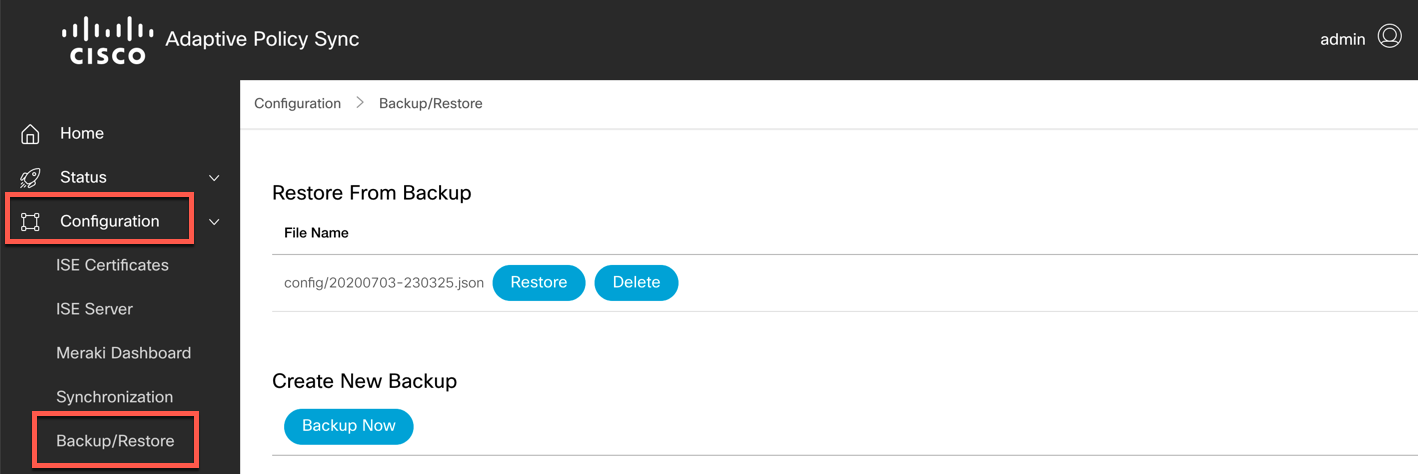 CISCO Adaptive Policy Sync
admin
Home
Status
Configuration
ISE Certificates
ISE Server
Meraki Dashboard
Synchronization
Backup/Restore
Configuration > Backup/Restore
Restore From Backup
File Name
config/20200703-230325.json Restore Delete
Create New Backup
Backup Now